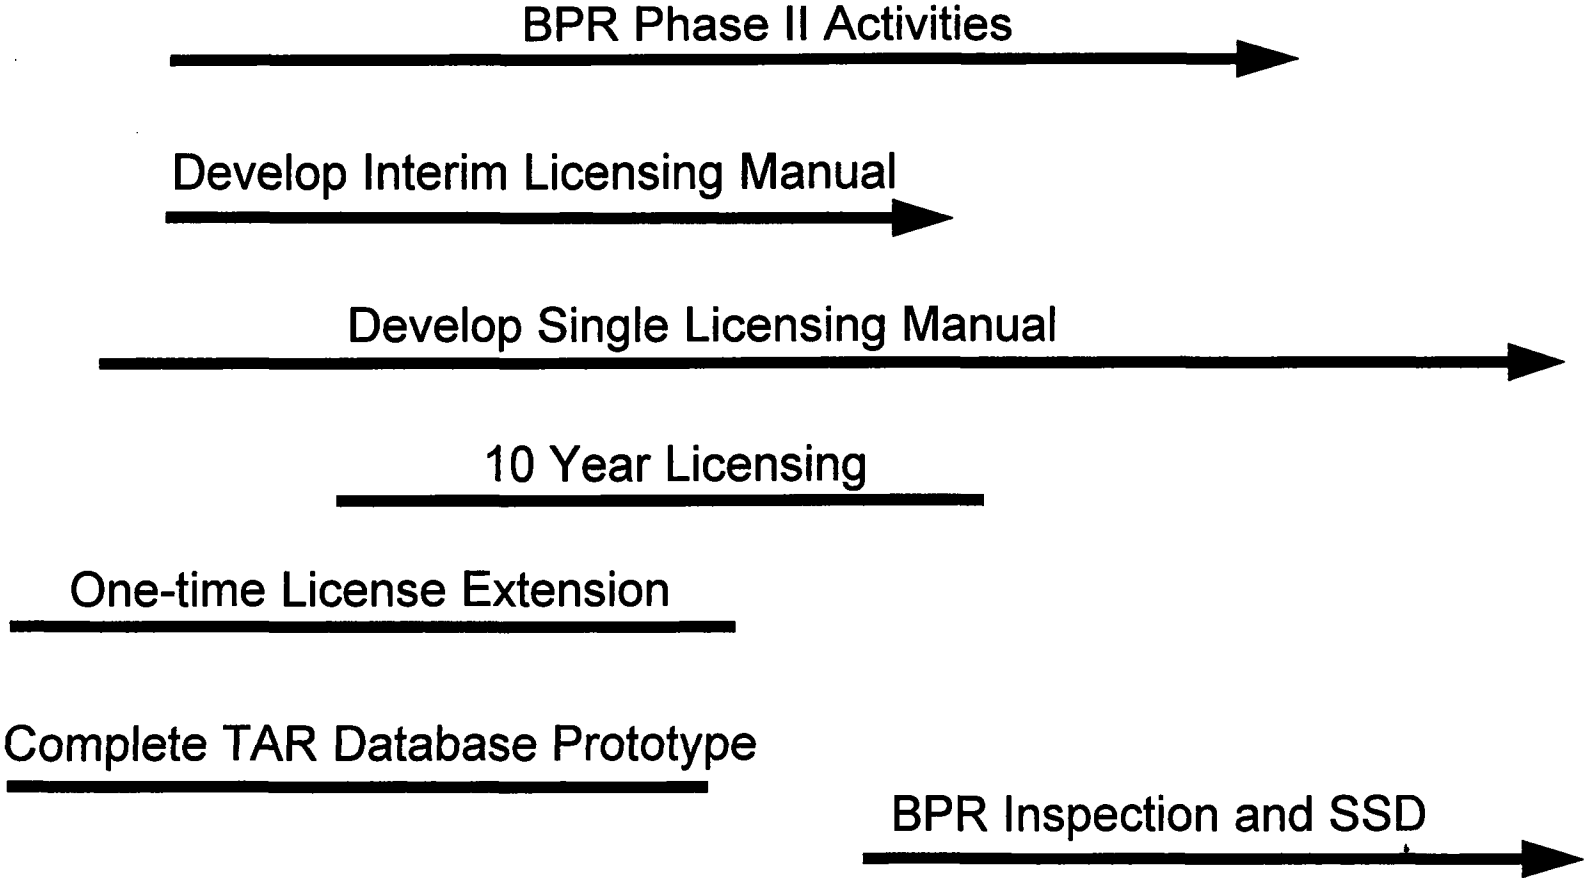 BPR Phase II Activities
Develop Interim Licensing Manual
Develop Single Licensing Manual
10 Year Licensing
One-time License Extension
Complete TAR Database Prototype
BPR Inspection and SSD